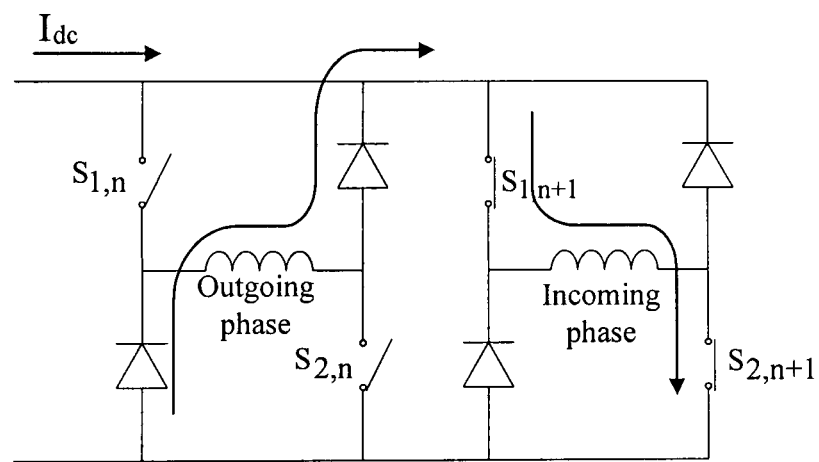 I_dc
S_1,n
S_1,n+1
Outgoing
phase
Incoming
phase
S_2,n
S_2,n+1